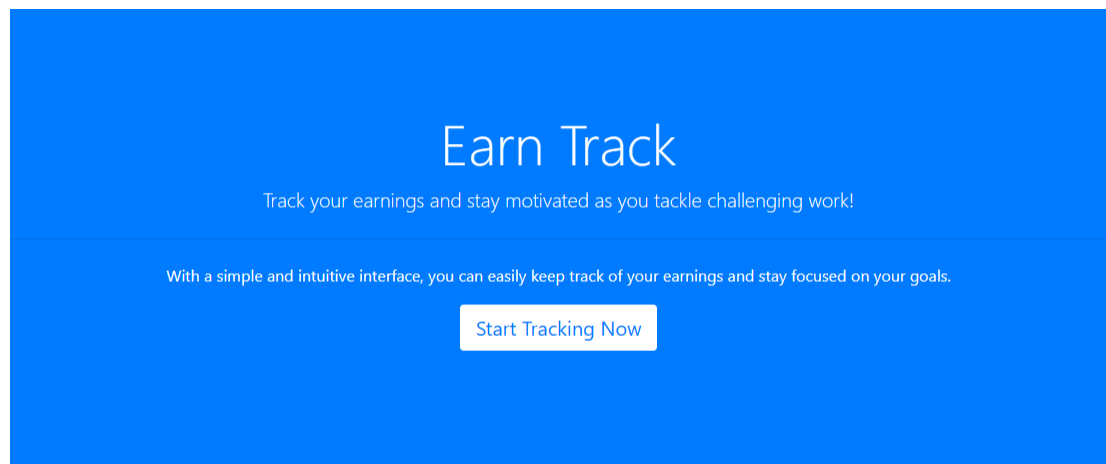 Earn Track
Track your earnings and stay motivated as you tackle challenging work!
With a simple and intuitive interface, you can easily keep track of your earnings and stay focused on your goals.
Start Tracking Now